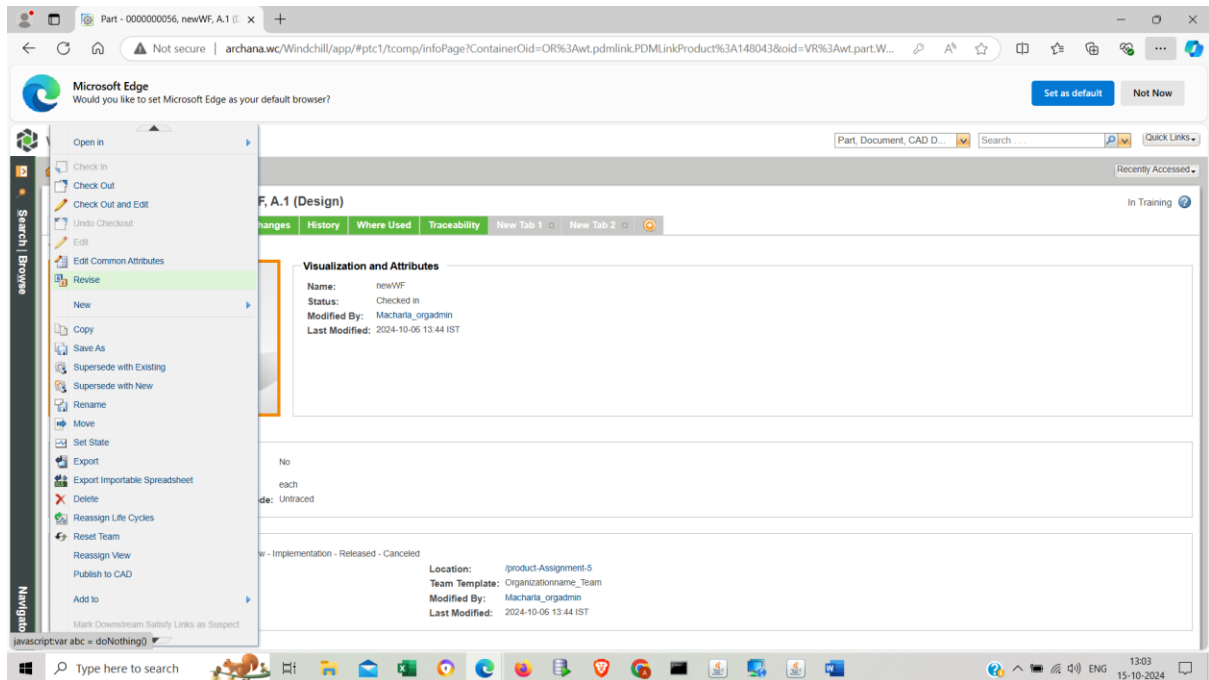 Part - 0000000056, newWF, A.1 (D
Not secure | archana.wc/Windchill/app/#ptc1/tcomp/infoPage?ContainerOid=OR%3Awt.pdmlink.PDMLinkProduct%3A148043&oid=VR%3Awt.part.W...
Microsoft Edge
Would you like to set Microsoft Edge as your default browser?
Set as default
Not Now
Part, Document, CAD D...
Search . . .
Quick Links
Recently Accessed
Search | Browse
Navigato
Open in
Check In
Check Out
Check Out and Edit
Undo Checkout
Edit
Edit Common Attributes
Revise
New
Copy
Save As
Supersede with Existing
Supersede with New
Rename
Move
Set State
Export
Export Importable Spreadsheet
Delete
Reassign Life Cycles
Reset Team
Reassign View
Publish to CAD
Add to
Mark Downstream Satisfy Links as Suspect
javascript:var abc = doNothing()
F, A.1 (Design)
In Training
hanges History Where Used Traceability New Tab 1 New Tab 2
Visualization and Attributes
Name: newWF
Status: Checked in
Modified By: Macharla_orgadmin
Last Modified: 2024-10-06 13:44 IST
No
each
de: Untraced
w - Implementation - Released - Canceled
Location: /product-Assignment-5
Team Template: Organizationname_Team
Modified By: Macharla_orgadmin
Last Modified: 2024-10-06 13:44 IST
Type here to search
ENG
13:03
15-10-2024